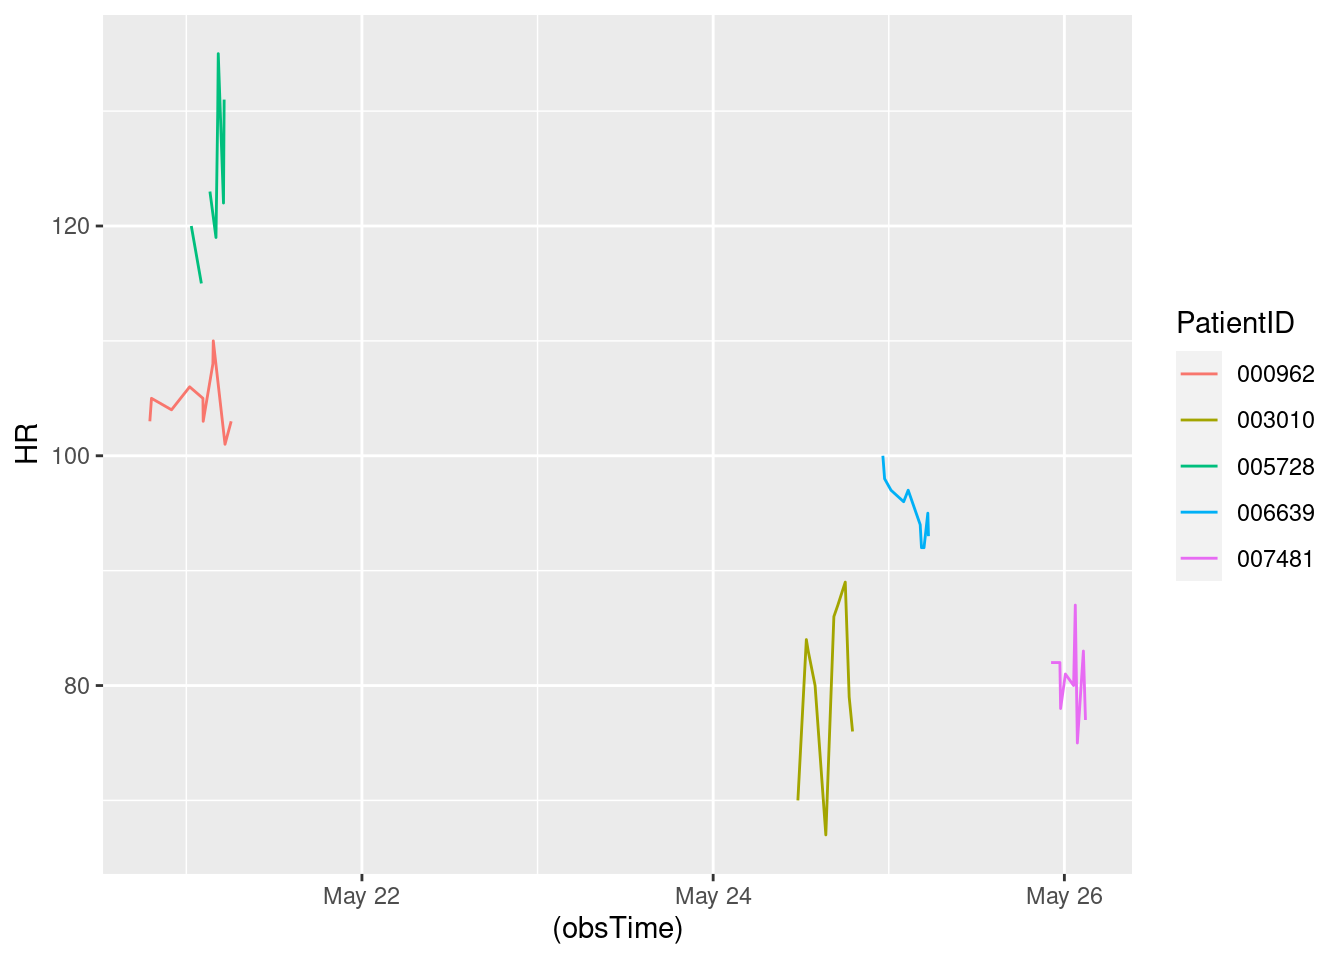 HR
120
100
80
May 22
May 24
May 26
(obsTime)
PatientID
000962
003010
005728
006639
007481